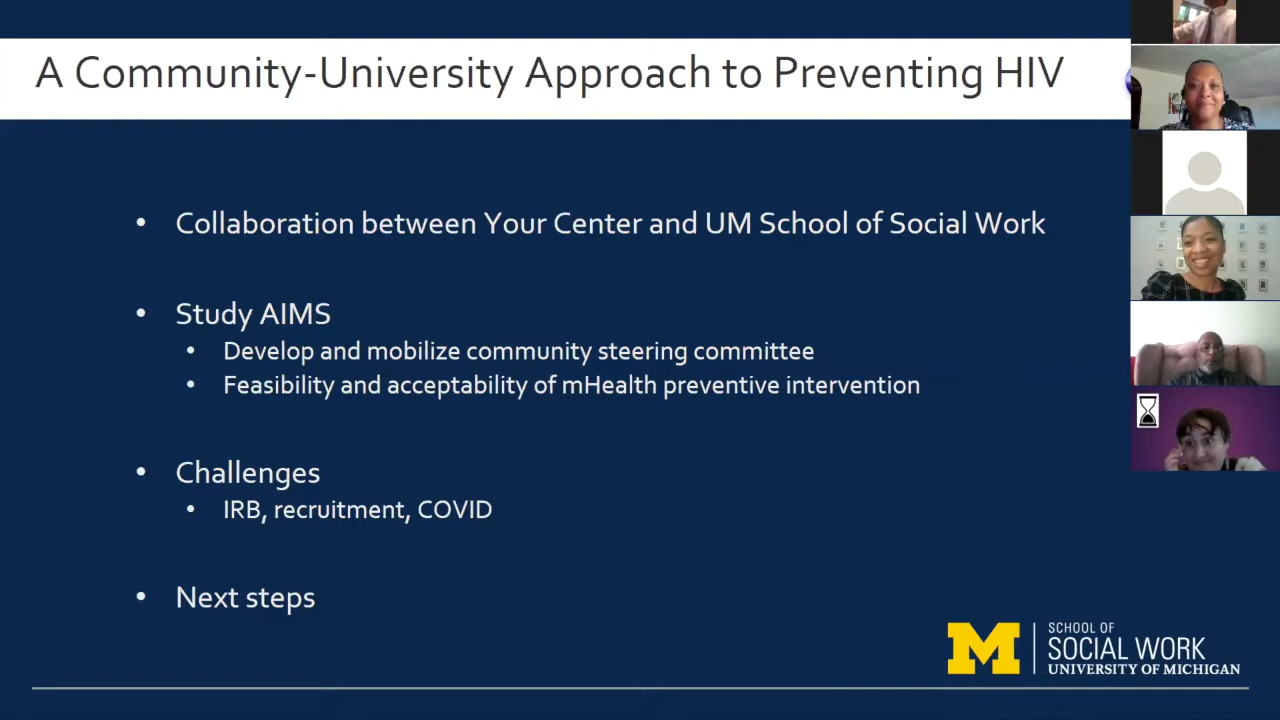 A Community-University Approach to Preventing HIV
• Collaboration between Your Center and UM School of Social Work
• Study AIMS
• Develop and mobilize community steering committee
• Feasibility and acceptability of mHealth preventive intervention
• Challenges
• IRB, recruitment, COVID
• Next steps
M
SCHOOL OF
SOCIAL WORK
UNIVERSITY OF MICHIGAN